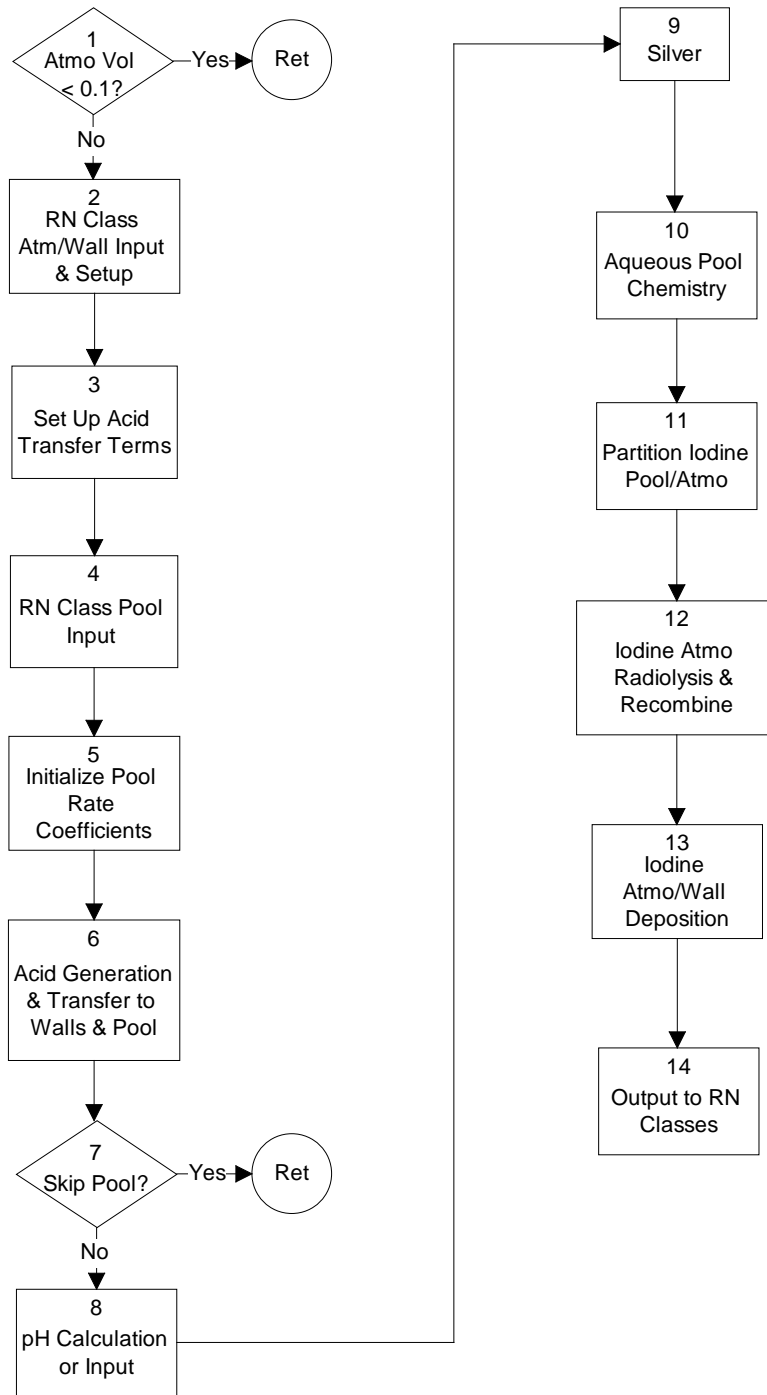 1
Atmo Vol
< 0.1?
Yes
Ret
No
2
RN Class
Atm/Wall Input
& Setup
3
Set Up Acid
Transfer Terms
4
RN Class Pool
Input
5
Initialize Pool
Rate
Coefficients
6
Acid Generation
& Transfer to
Walls & Pool
7
Skip Pool?
Yes
Ret
No
8
pH Calculation
or Input
9
Silver
10
Aqueous Pool
Chemistry
11
Partition Iodine
Pool/Atmo
12
Iodine Atmo
Radiolysis &
Recombine
13
Iodine
Atmo/Wall
Deposition
14
Output to RN
Classes